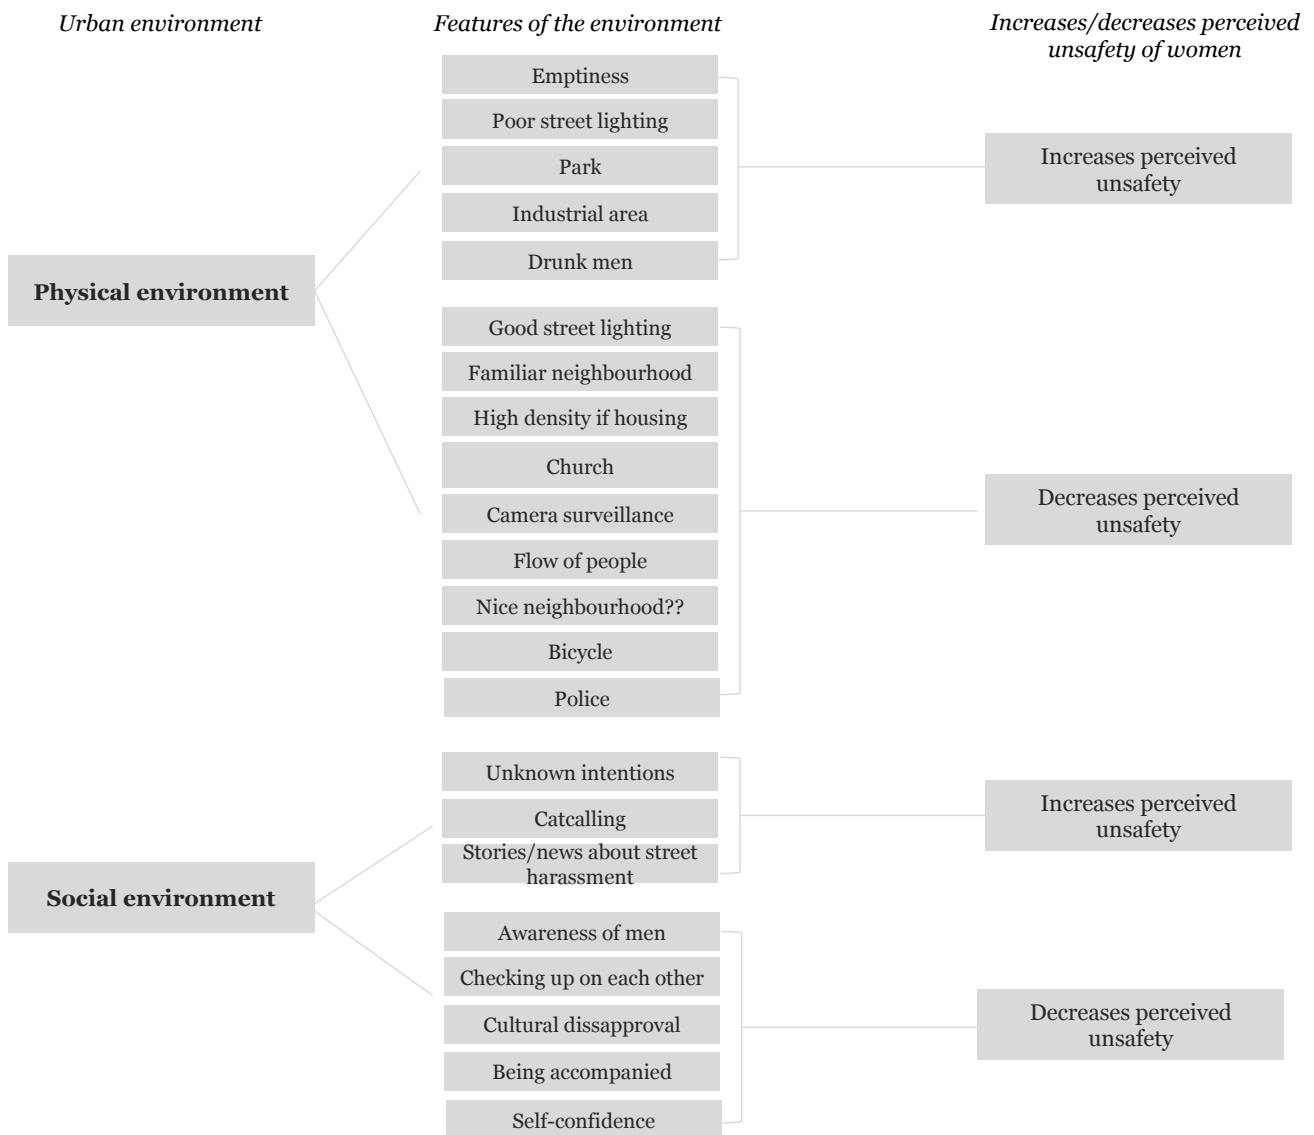 Urban environment
Features of the environment
Increases/decreases perceived
unsafety of women
Emptiness
Poor street lighting
Park
Industrial area
Drunk men
Increases perceived
unsafety
Physical environment
Good street lighting
Familiar neighbourhood
High density if housing
Church
Camera surveillance
Flow of people
Nice neighbourhood??
Bicycle
Police
Decreases perceived
unsafety
Social environment
Unknown intentions
Catcalling
Stories/news about street
harassment
Increases perceived
unsafety
Awareness of men
Checking up on each other
Cultural dissapproval
Being accompanied
Self-confidence
Decreases perceived
unsafety